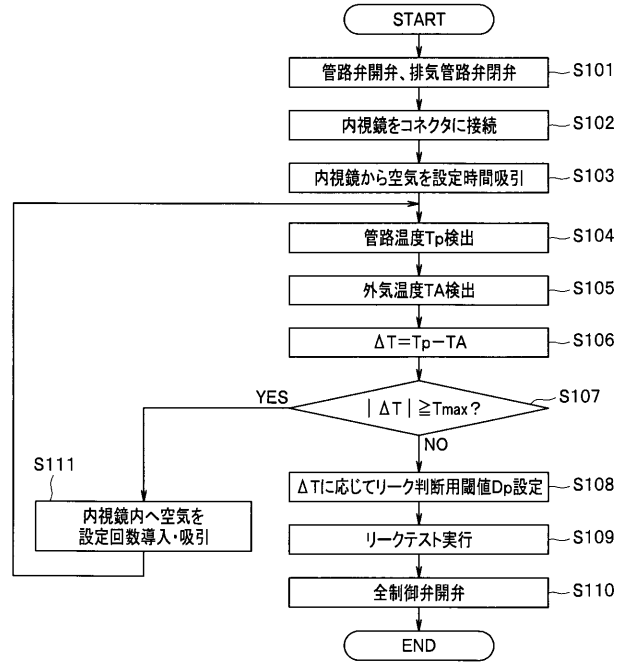 START
管路弁開弁、排気管路弁閉弁
S101
内視鏡をコネクタに接続
S102
内視鏡から空気を設定時間吸引
S103
管路温度Tp検出
S104
外気温度TA検出
S105
ΔT=Tp-TA
S106
|ΔT|≧Tmax?
S107
YES
NO
S111
内視鏡内へ空気を
設定回数導入・吸引
ΔTに応じてリーク判断用閾値Dp設定
S108
リークテスト実行
S109
全制御弁開弁
S110
END